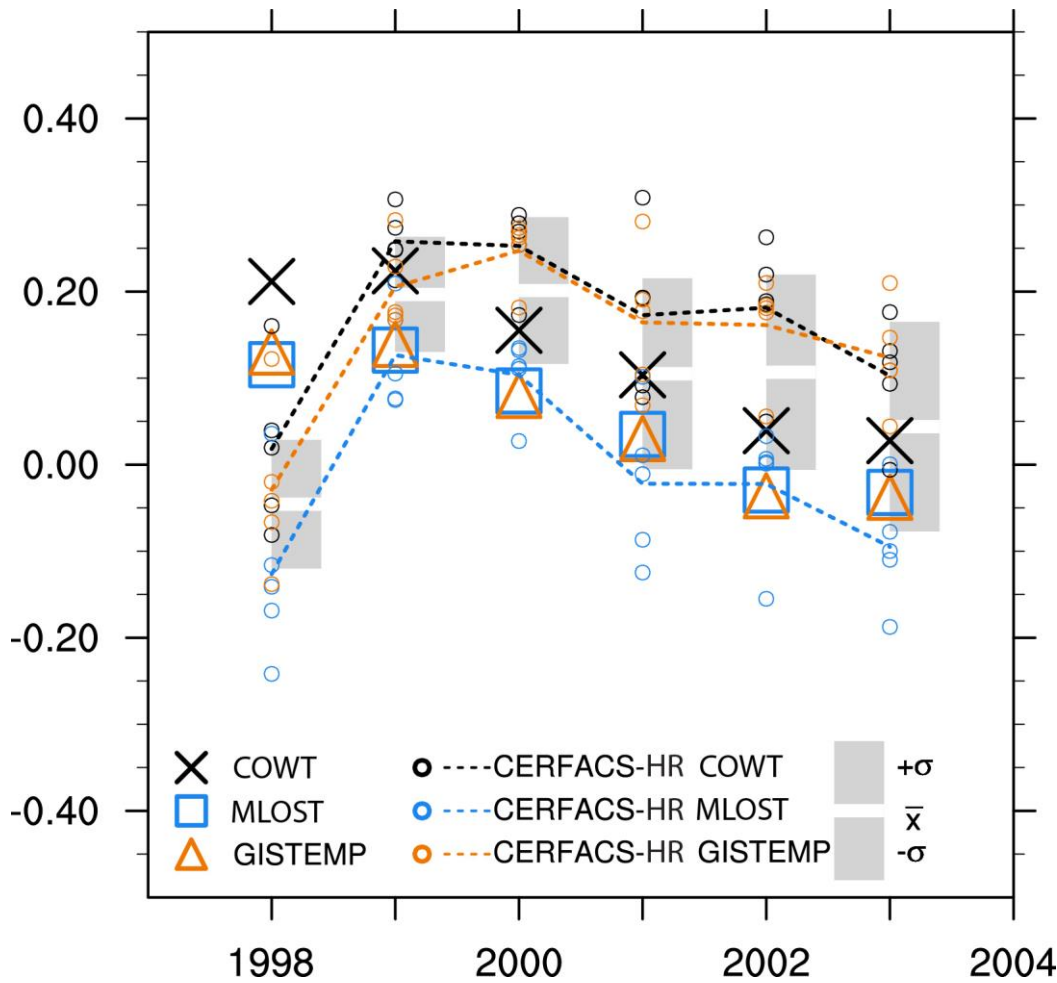 0.40
0.20
0.00
-0.20
-0.40
COWT CERFACS-HR COWT +σ
MLOST CERFACS-HR MLOST x̅
GISTEMP CERFACS-HR GISTEMP -σ
1998 2000 2002 2004